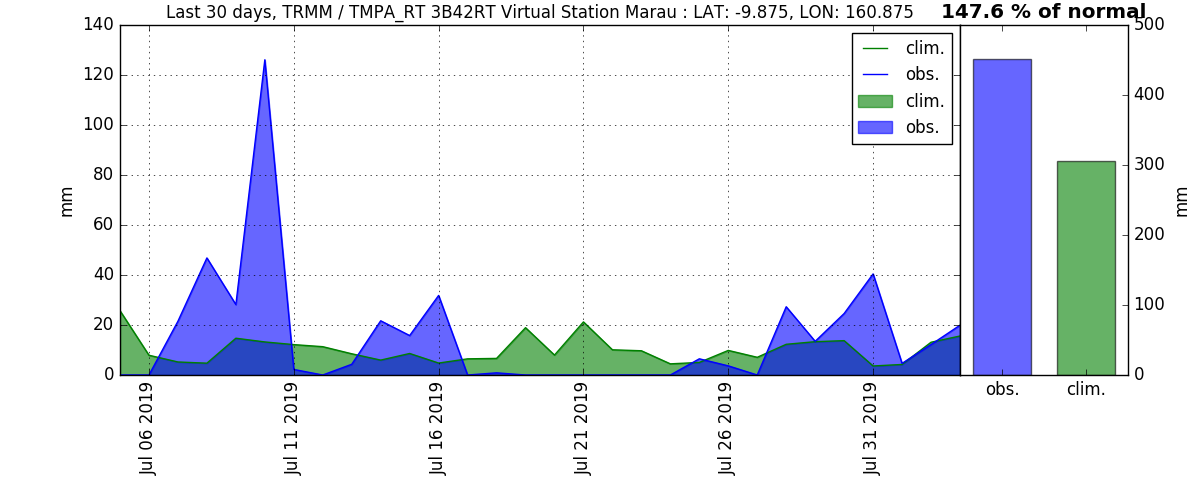 Last 30 days, TRMM / TMPA_RT 3B42RT Virtual Station Marau : LAT: -9.875, LON: 160.875
147.6 % of normal
140
120
100
80
60
40
20
0
mm
clim.
obs.
clim.
obs.
Jul 06 2019
Jul 11 2019
Jul 16 2019
Jul 21 2019
Jul 26 2019
Jul 31 2019
500
400
300
200
100
0
mm
obs.
clim.